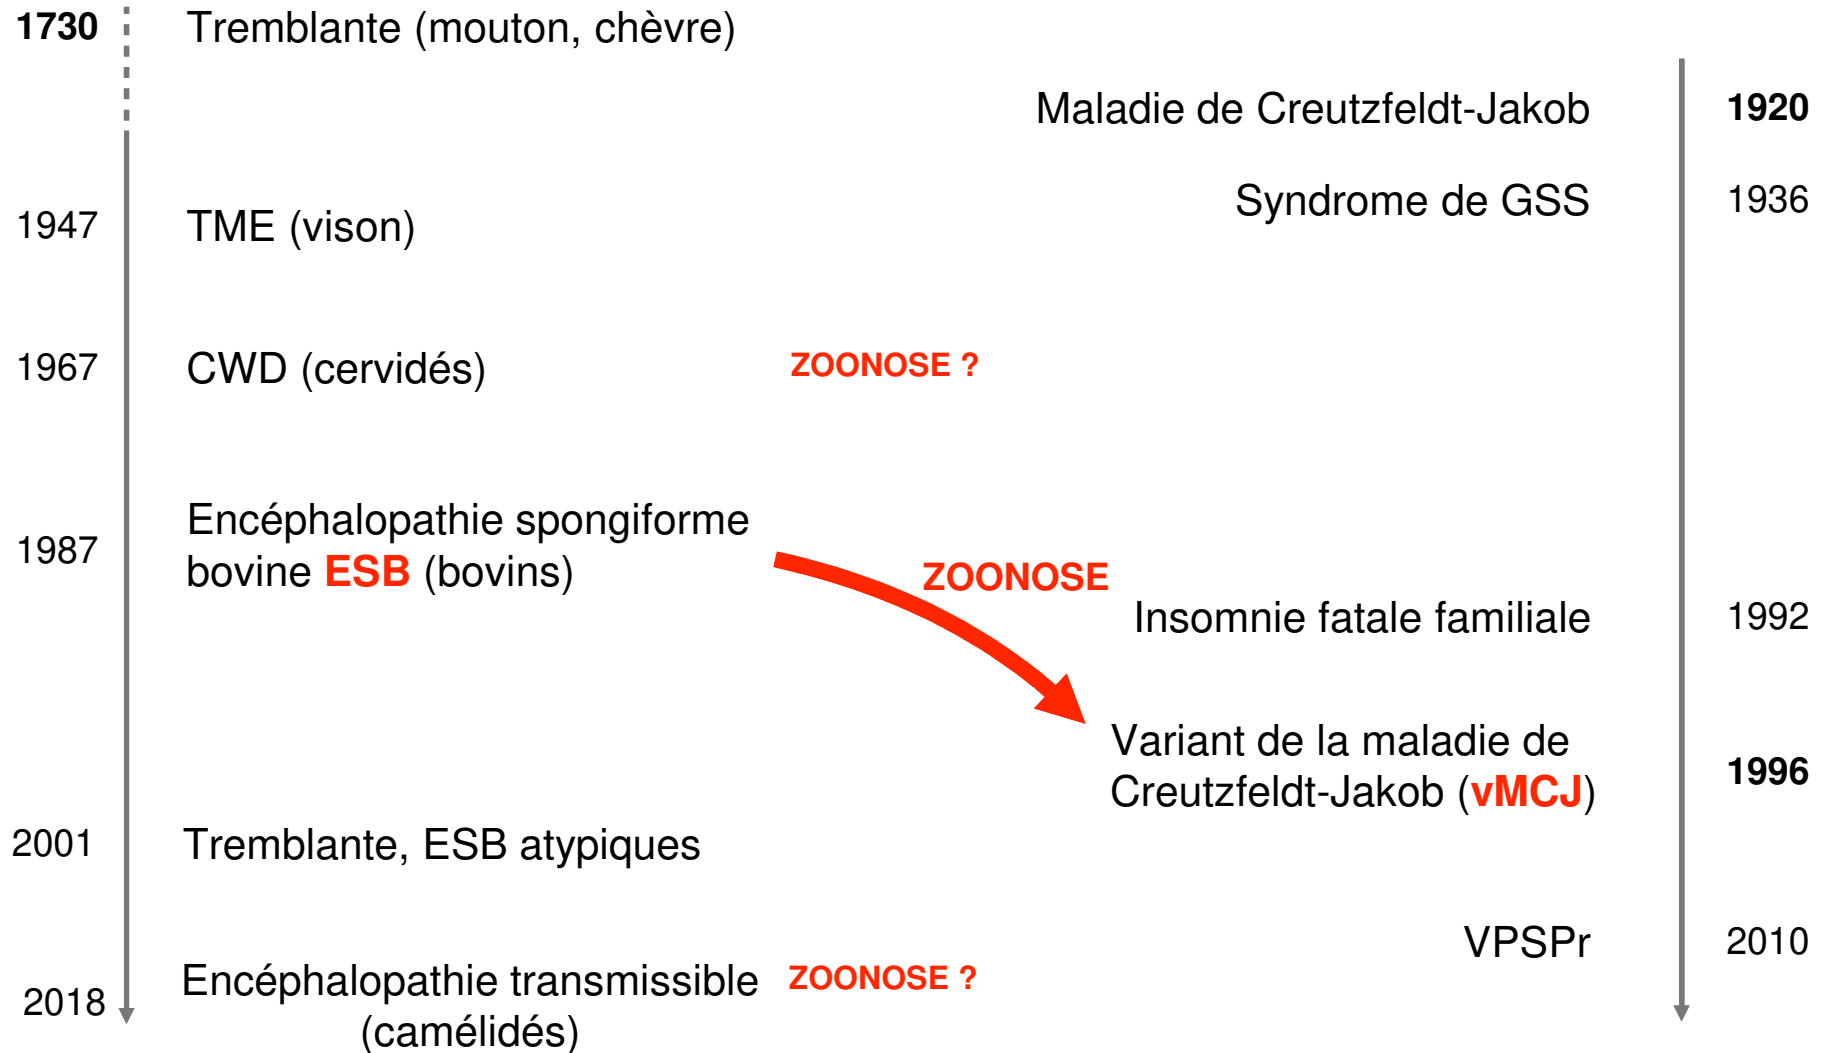 1730 Tremblante (mouton, chèvre)
Maladie de Creutzfeldt-Jakob 1920
Syndrome de GSS 1936
1947 TME (vison)
1967 CWD (cervidés) ZOONOSE ?
Encéphalopathie spongiforme
1987 bovine ESB (bovins)
ZOONOSE
Insomnie fatale familiale 1992
Variant de la maladie de
Creutzfeldt-Jakob (vMCJ) 1996
2001 Tremblante, ESB atypiques
VPSPr 2010
2018 Encéphalopathie transmissible ZOONOSE ?
(camélidés)